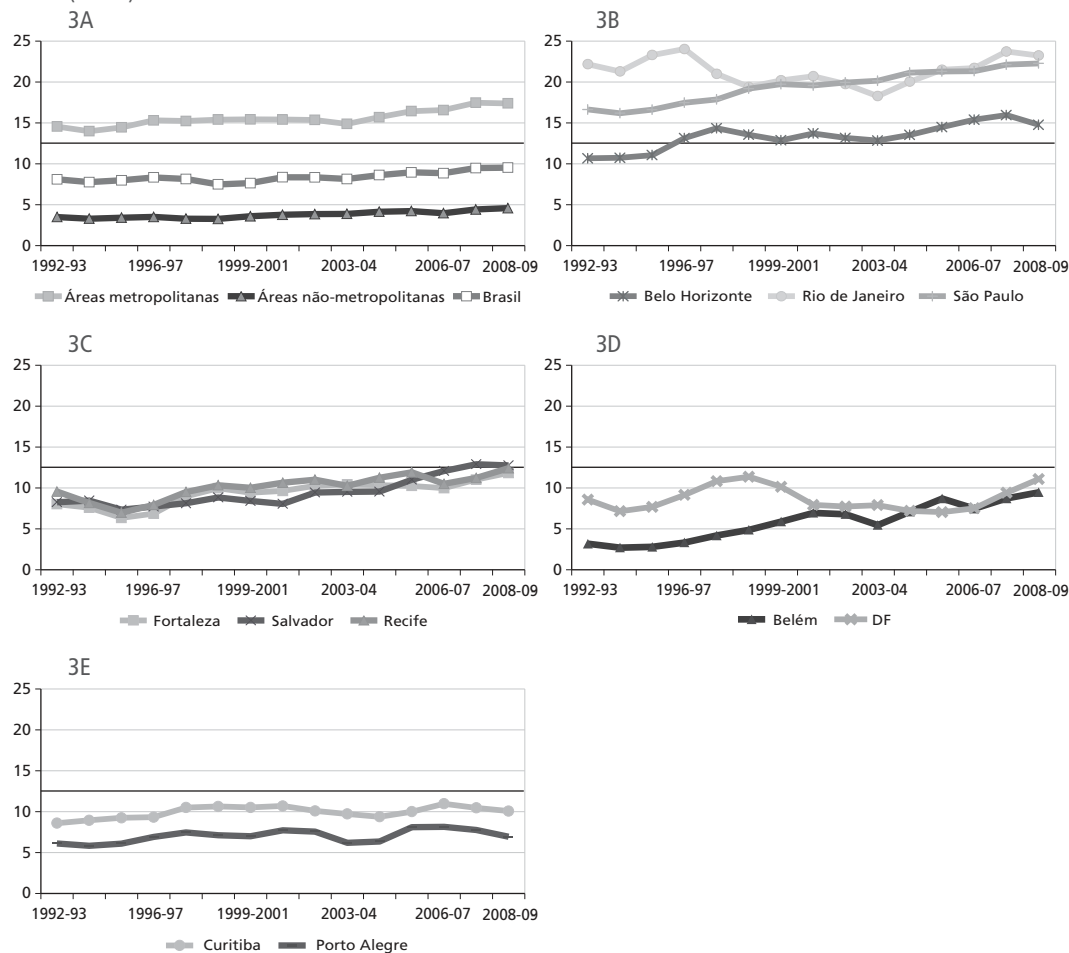 3A
25
20
15
10
5
0
1992-93 1996-97 1999-2001 2003-04 2006-07 2008-09
Áreas metropolitanas Áreas não-metropolitanas Brasil
3B
25
20
15
10
5
0
1992-93 1996-97 1999-2001 2003-04 2006-07 2008-09
Belo Horizonte Rio de Janeiro São Paulo
3C
25
20
15
10
5
0
1992-93 1996-97 1999-2001 2003-04 2006-07 2008-09
Fortaleza Salvador Recife
3D
25
20
15
10
5
0
1992-93 1996-97 1999-2001 2003-04 2006-07 2008-09
Belém DF
3E
25
20
15
10
5
0
1992-93 1996-97 1999-2001 2003-04 2006-07 2008-09
Curitiba Porto Alegre